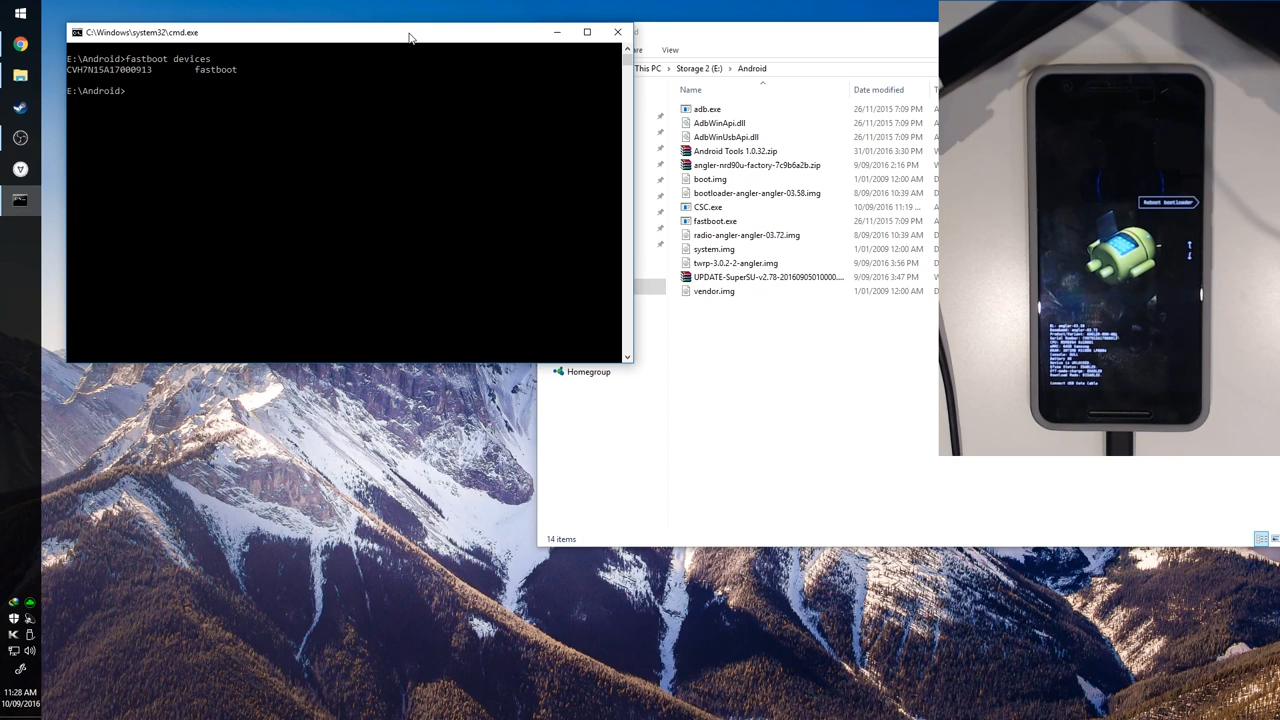 C:\Windows\system32\cmd.exe
E:\Android>fastboot devices
CVH7N15A17000913 fastboot
E:\Android>
View
This PC > Storage 2 (E:) > Android
Name Date modified
adb.exe 26/11/2015 7:09 PM
AdbWinApi.dll 26/11/2015 7:09 PM
AdbWinUsbApi.dll 26/11/2015 7:09 PM
Android Tools 1.0.32.zip 31/01/2016 3:30 PM
angler-nrd90u-factory-7c9b6a2b.zip 9/09/2016 2:16 PM
boot.img 1/01/2009 12:00 AM
bootloader-angler-angler-03.58.img 8/09/2016 10:39 AM
CSC.exe 10/09/2016 11:19 ...
fastboot.exe 26/11/2015 7:09 PM
radio-angler-angler-03.72.img 8/09/2016 10:39 AM
system.img 1/01/2009 12:00 AM
twrp-3.0.2-2-angler.img 9/09/2016 3:56 PM
UPDATE-SuperSU-v2.78-20160905010000.... 9/09/2016 3:47 PM
vendor.img 1/01/2009 12:00 AM
Homegroup
14 items
Reboot bootloader
Connect USB Data Cable
11:28 AM
10/09/2016